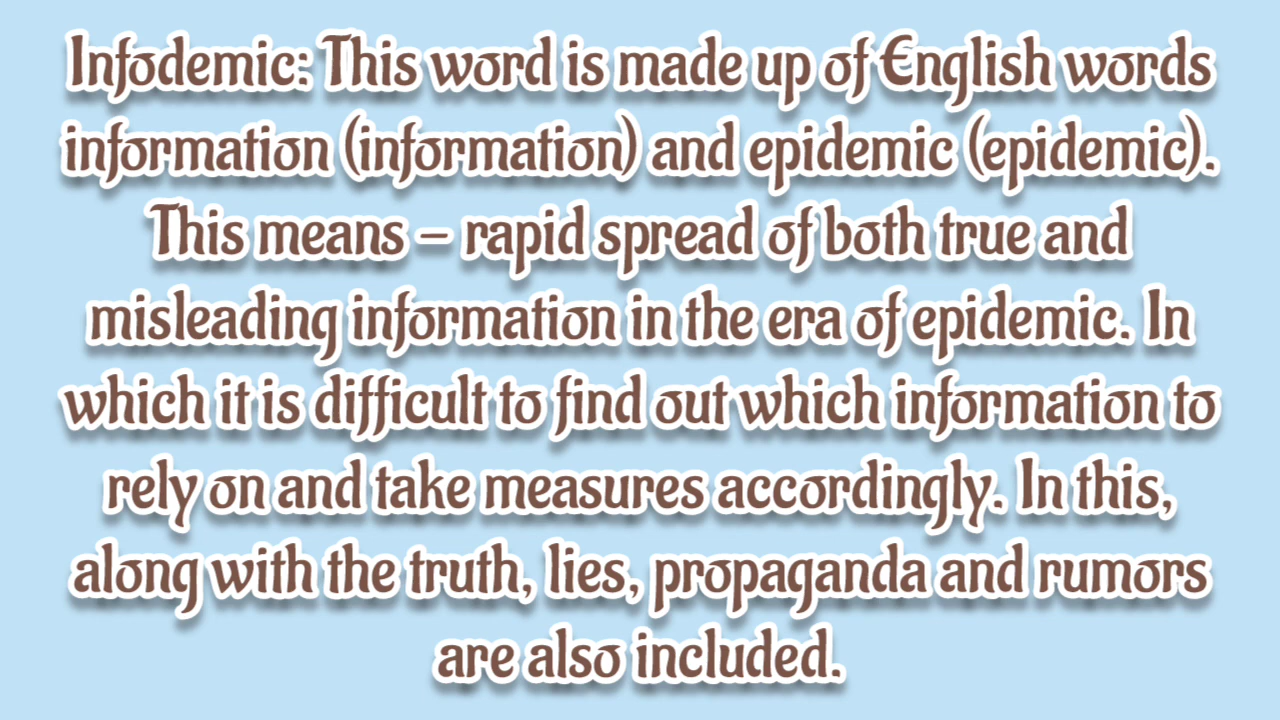 Infodemic: This word is made up of English words
information (information) and epidemic (epidemic).
This means – rapid spread of both true and
misleading information in the era of epidemic. In
which it is difficult to find out which information to
rely on and take measures accordingly. In this,
along with the truth, lies, propaganda and rumors
are also included.